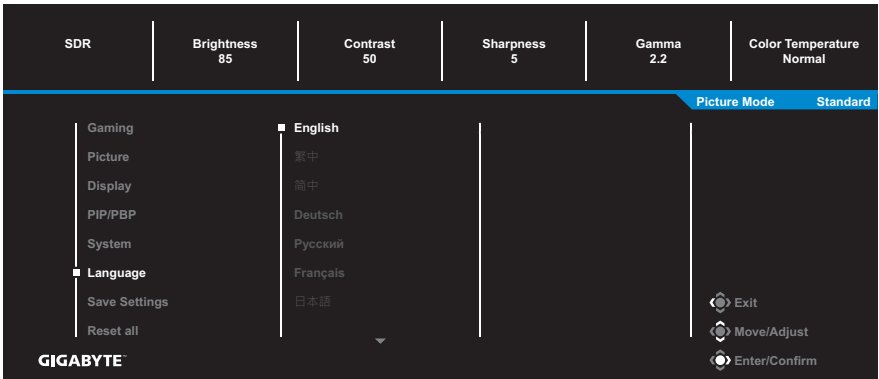 SDR
Brightness
85
Contrast
50
Sharpness
5
Gamma
2.2
Color Temperature
Normal
Picture Mode Standard
Gaming
Picture
Display
PIP/PBP
System
Language
Save Settings
Reset all
English
繁中
简中
Deutsch
Русский
Français
日本語
Exit
Move/Adjust
Enter/Confirm
GIGABYTE™